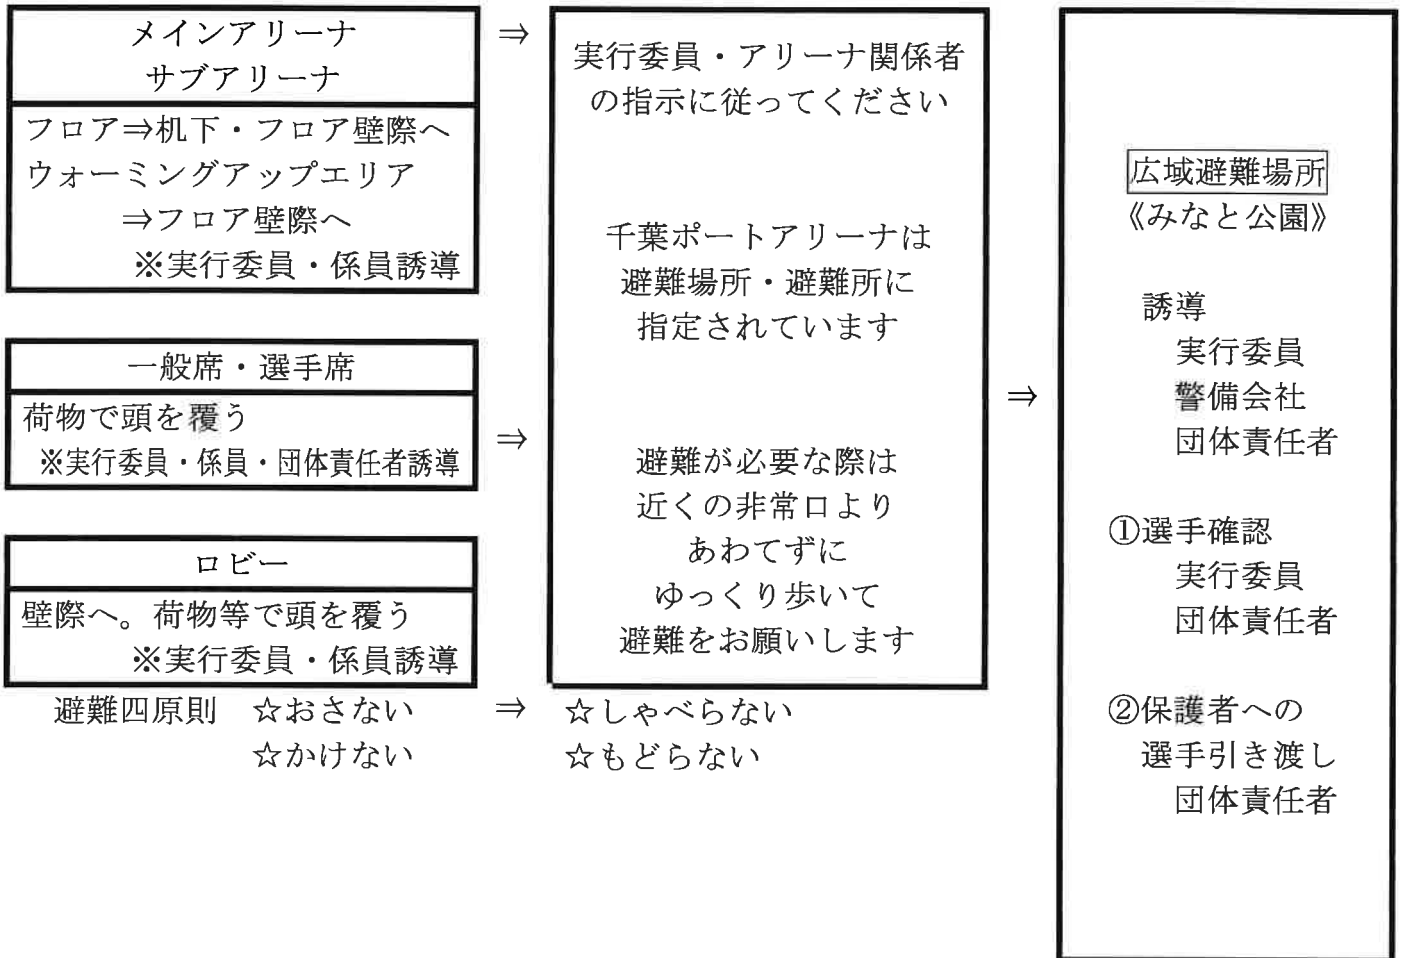 メインアリーナ
サブアリーナ
フロア⇒机下・フロア壁際へ
ウォーミングアップエリア
⇒フロア壁際へ
※実行委員・係員誘導
⇒
一般席・選手席
荷物で頭を覆う
※実行委員・係員・団体責任者誘導
⇒
ロビー
壁際へ。荷物等で頭を覆う
※実行委員・係員誘導
⇒
実行委員・アリーナ関係者
の指示に従ってください
千葉ポートアリーナは
避難場所・避難所に
指定されています
避難が必要な際は
近くの非常口より
あわてずに
ゆっくり歩いて
避難をお願いします
⇒
広域避難場所
《みなと公園》
誘導
実行委員
警備会社
団体責任者
①選手確認
実行委員
団体責任者
②保護者への
選手引き渡し
団体責任者
避難四原則 ☆おさない ☆しゃべらない
☆かけない ☆もどらない